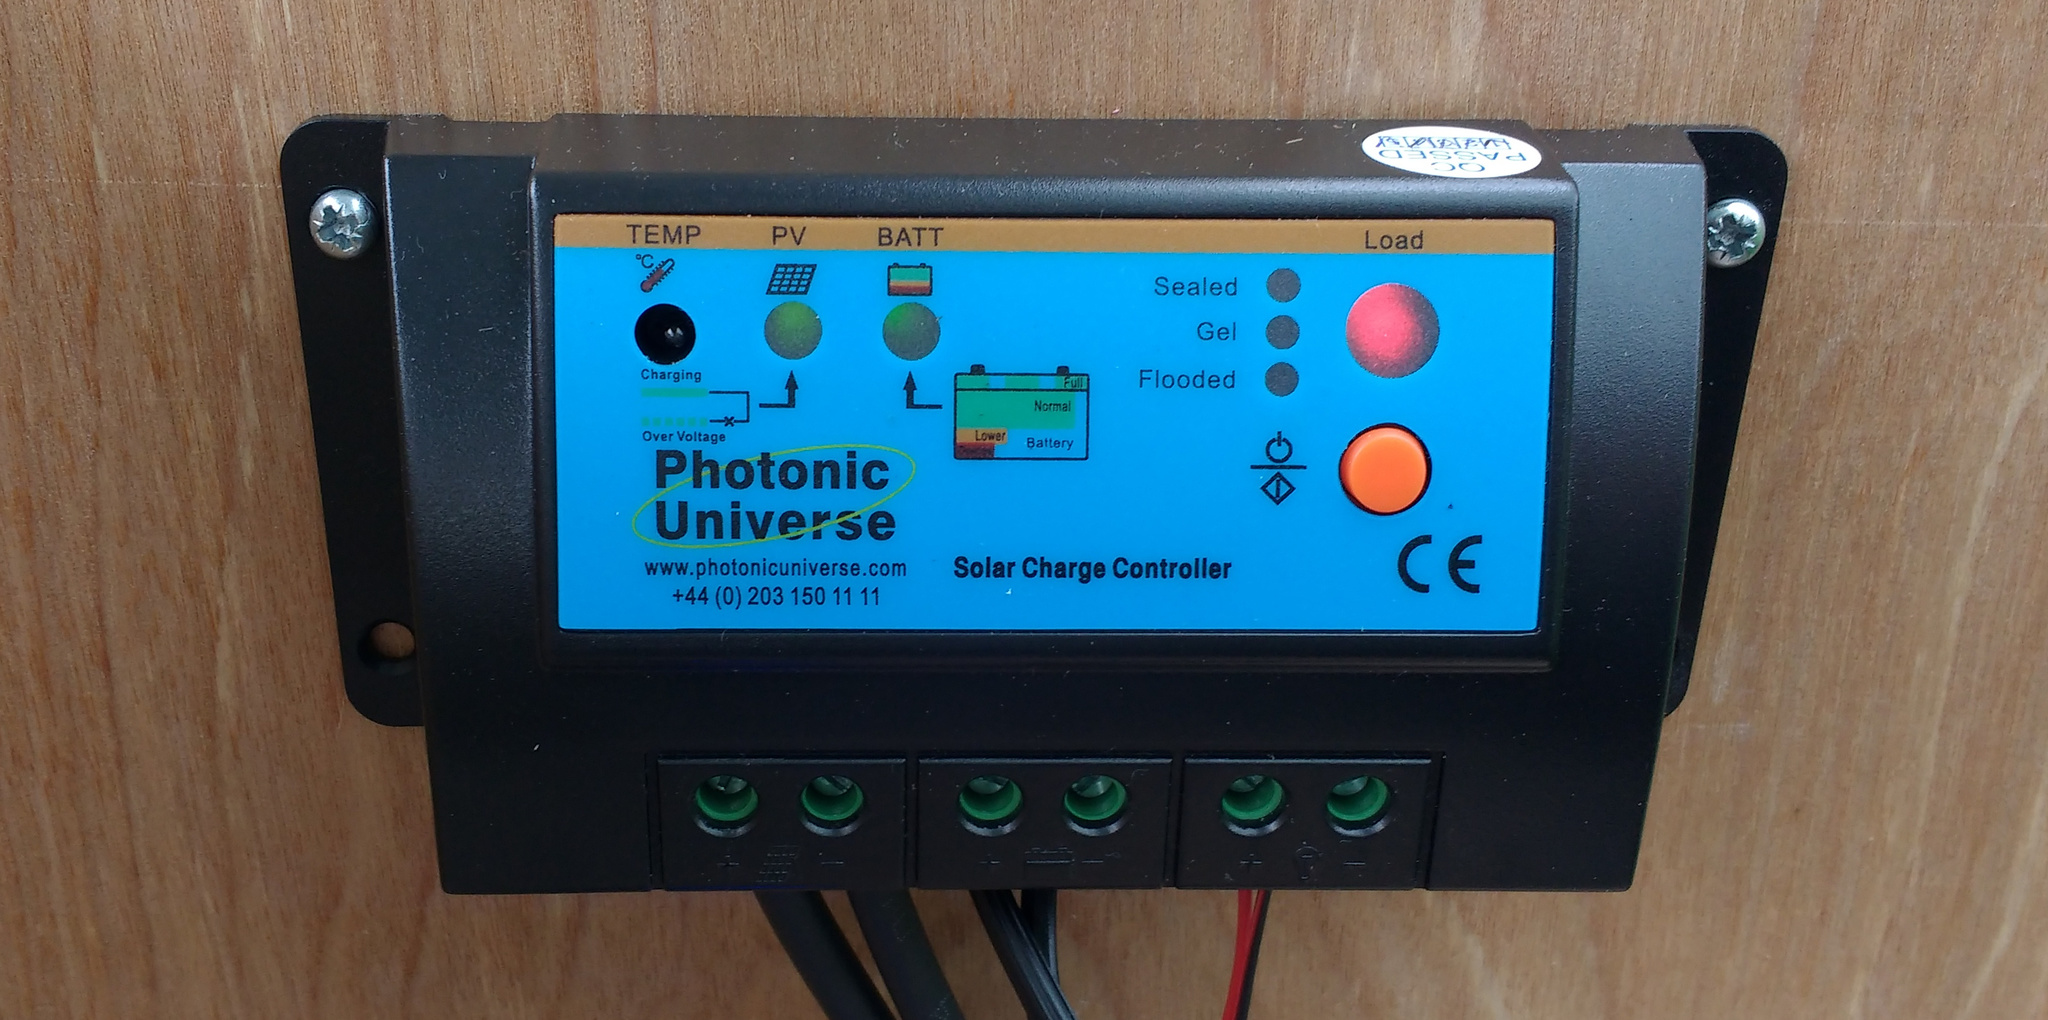 QC
PASSED
TEMP PV BATT Load
°C
Sealed
Gel
Flooded
Charging
Over Voltage
Full
Normal
Lower
Battery
Photonic
Universe
www.photonicuniverse.com
+44 (0) 203 150 11 11
Solar Charge Controller
CE
+ -
+ -
+ -